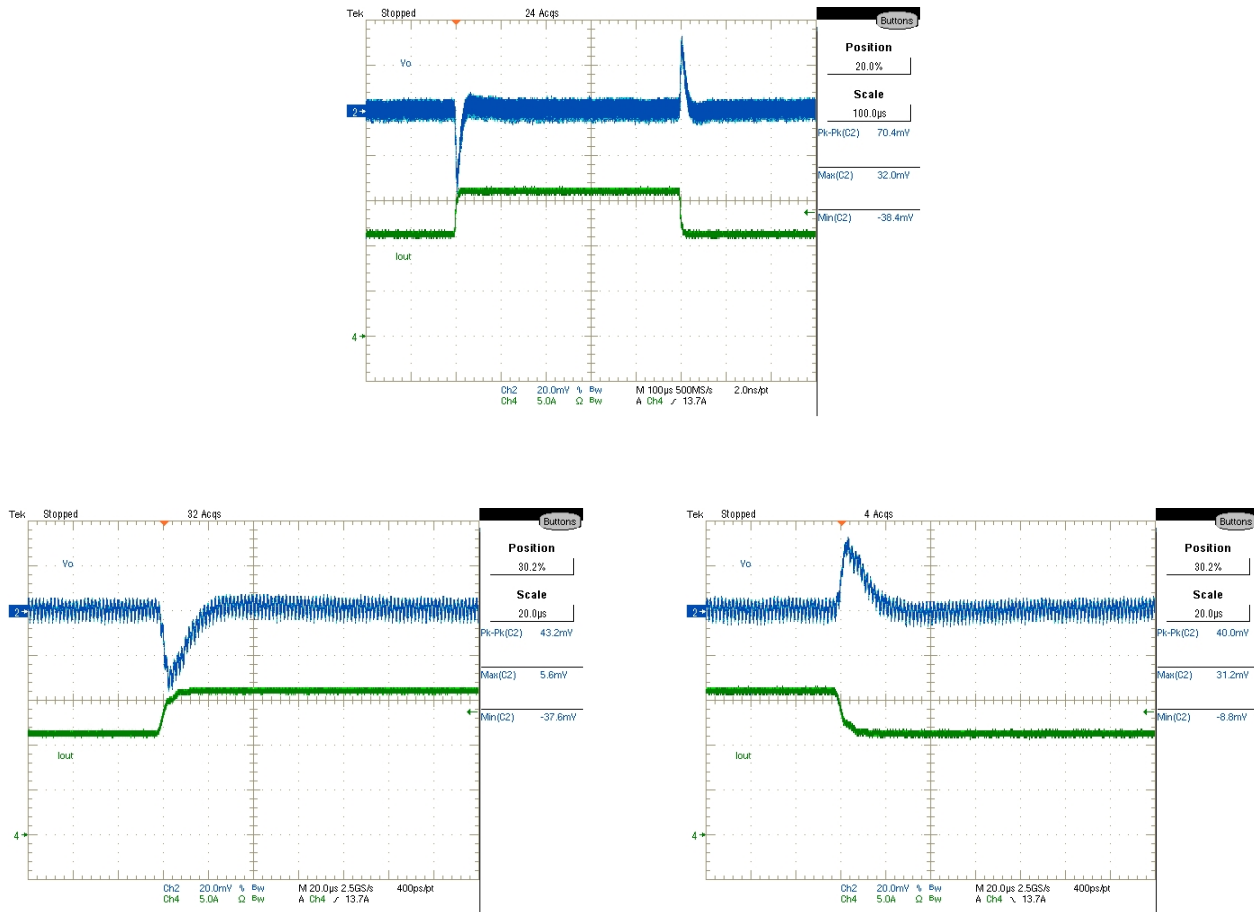 Tek Stopped 24 Acqs
Buttons
Position
20.0%
Scale
100.0µs
Pk-Pk(C2) 70.4mV
Max(C2) 32.0mV
Min(C2) -38.4mV
Vo
2
Iout
4
Ch2 20.0mV % Bw M 100µs 500MS/s 2.0ns/pt
Ch4 5.0A Ω Bw A Ch4 / 13.7A
Tek Stopped 32 Acqs
Buttons
Position
30.2%
Scale
20.0µs
Pk-Pk(C2) 43.2mV
Max(C2) 5.6mV
Min(C2) -37.6mV
Vo
2
Iout
4
Ch2 20.0mV % Bw M 20.0µs 2.5GS/s 400ps/pt
Ch4 5.0A Ω Bw A Ch4 / 13.7A
Tek Stopped 4 Acqs
Buttons
Position
30.2%
Scale
20.0µs
Pk-Pk(C2) 40.0mV
Max(C2) 31.2mV
Min(C2) -8.8mV
Vo
2
Iout
4
Ch2 20.0mV % Bw M 20.0µs 2.5GS/s 400ps/pt
Ch4 5.0A Ω Bw A Ch4 \ 13.7A